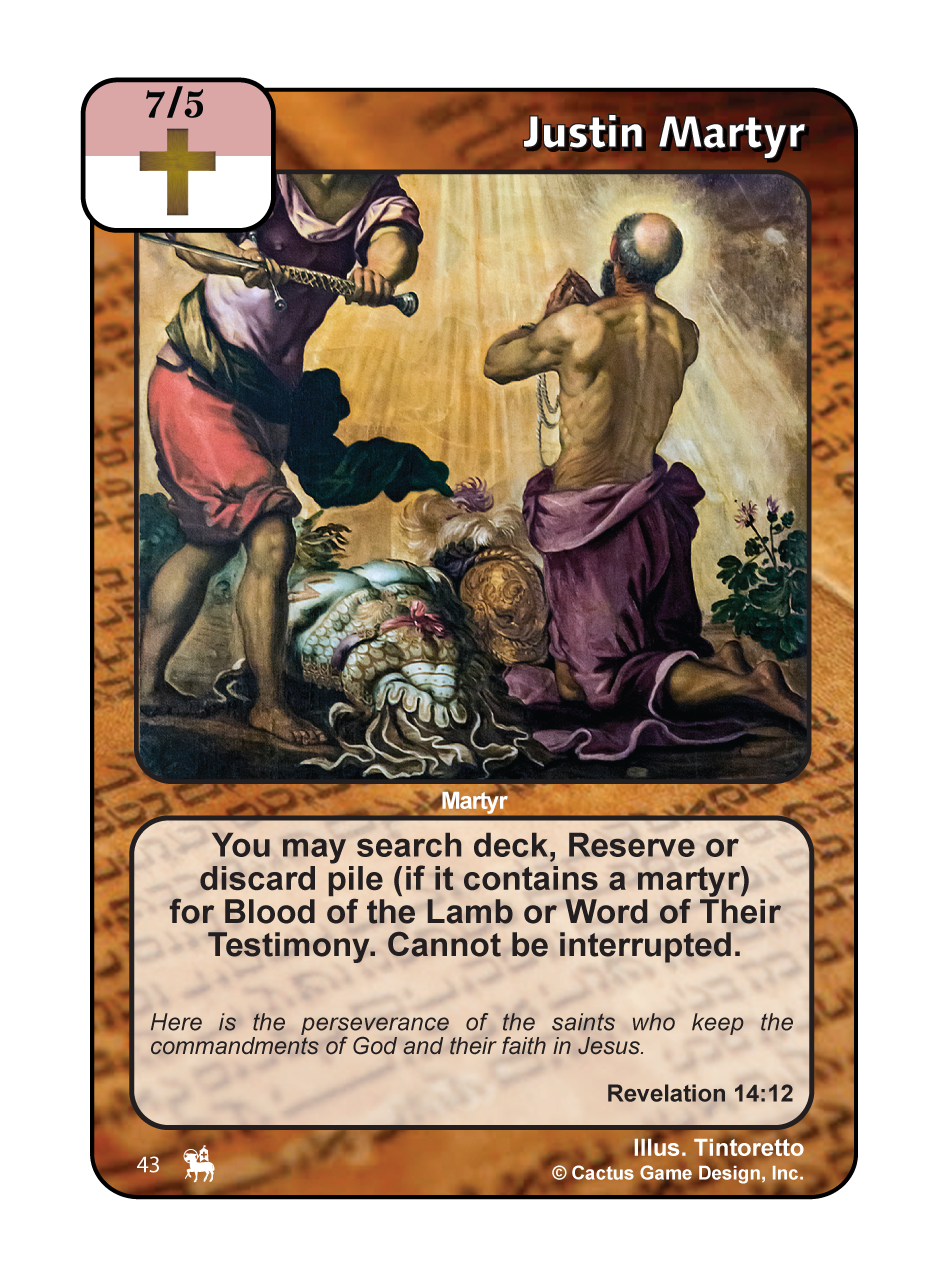 7/5
Justin Martyr
Martyr
You may search deck, Reserve or
discard pile (if it contains a martyr)
for Blood of the Lamb or Word of Their
Testimony. Cannot be interrupted.
Here is the perseverance of the saints who keep the
commandments of God and their faith in Jesus.
Revelation 14:12
Illus. Tintoretto
43
© Cactus Game Design, Inc.